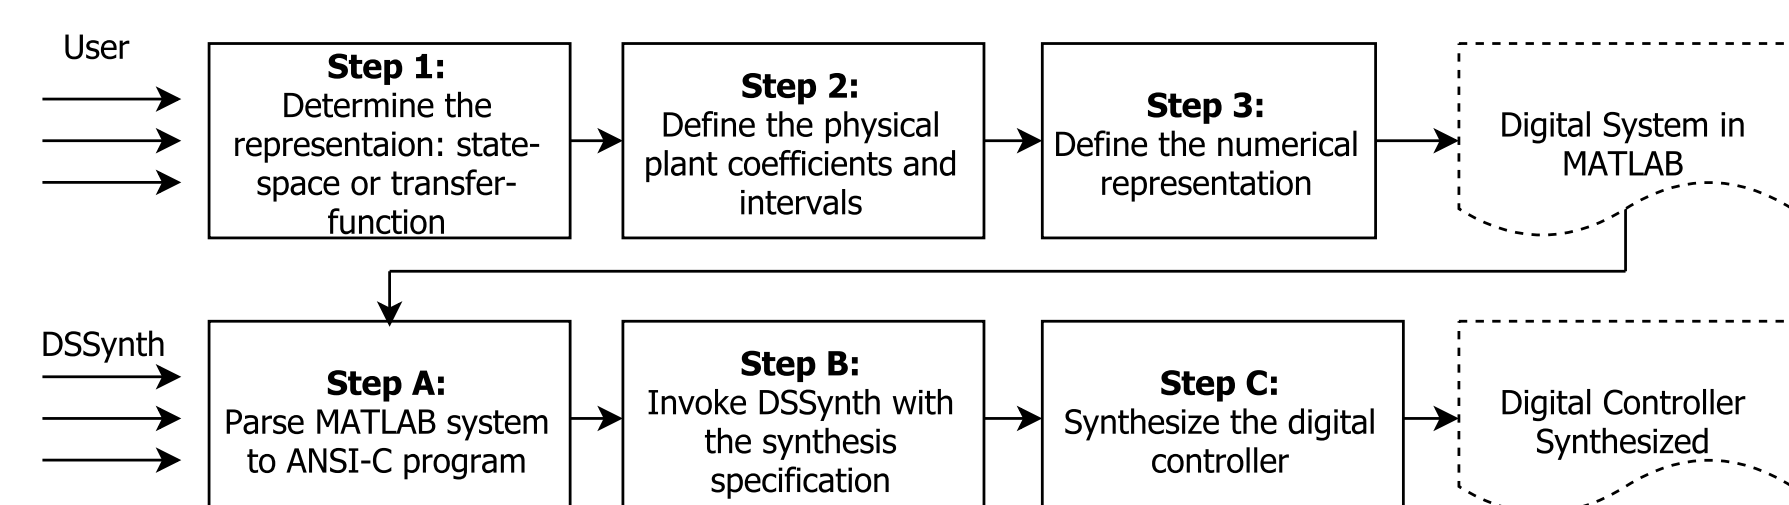 User
Step 1:
Determine the
representaion: state-
space or transfer-
function
Step 2:
Define the physical
plant coefficients and
intervals
Step 3:
Define the numerical
representation
Digital System in
MATLAB
DSSynth
Step A:
Parse MATLAB system
to ANSI-C program
Step B:
Invoke DSSynth with
the synthesis
specification
Step C:
Synthesize the digital
controller
Digital Controller
Synthesized